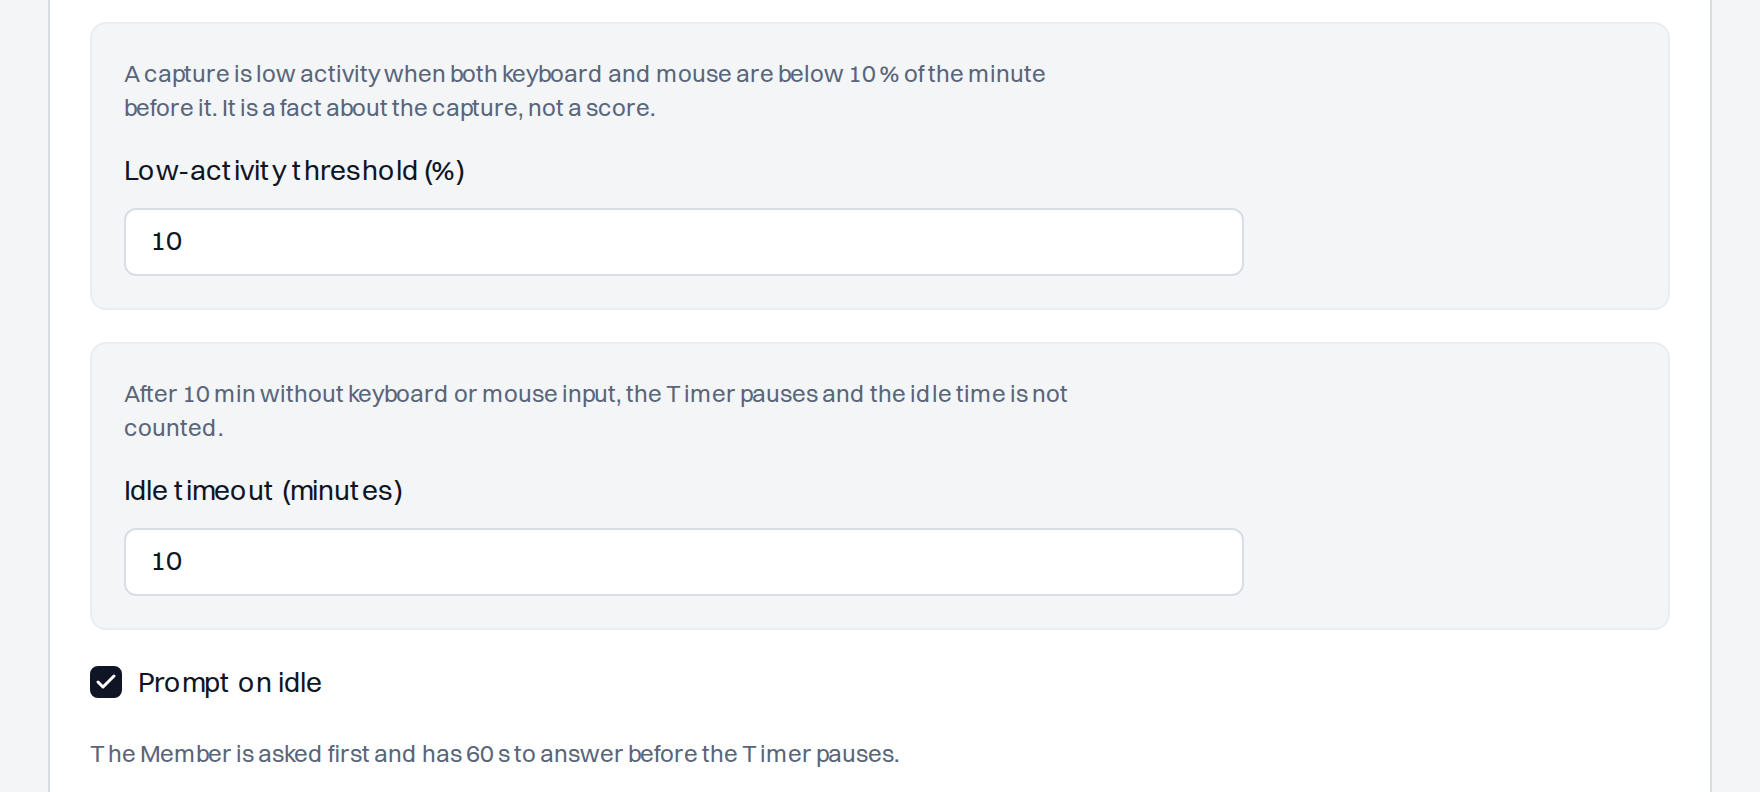 A capture is low activity when both keyboard and mouse are below 10 % of the minute
before it. It is a fact about the capture, not a score.
Low-activity threshold (%)
10
After 10 min without keyboard or mouse input, the Timer pauses and the idle time is not
counted.
Idle timeout (minutes)
10
Prompt on idle
The Member is asked first and has 60 s to answer before the Timer pauses.